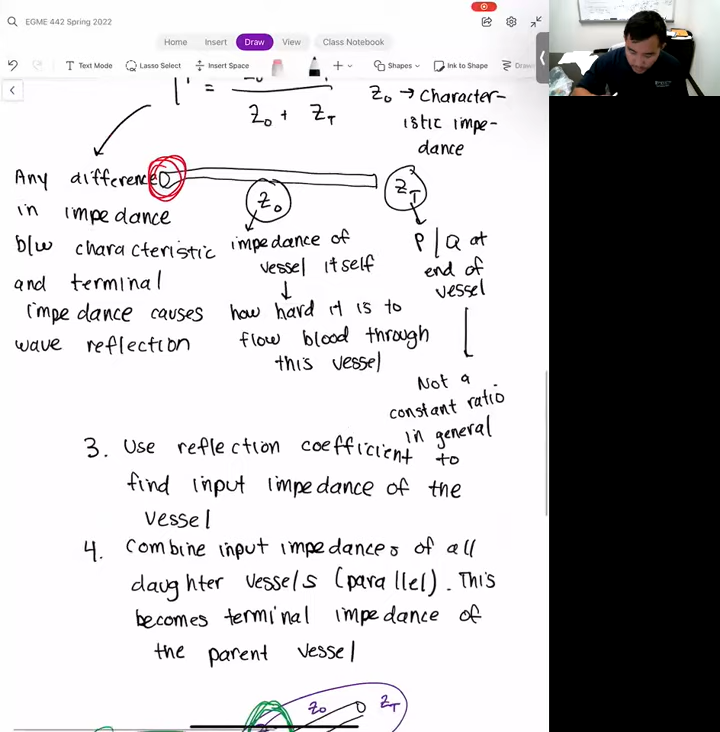 EGME 442 Spring 2022
Home Insert Draw View Class Notebook
Text Mode Lasso Select Insert Space Shapes Ink to Shape
Γ =
Z₀ + Z_T
Z₀ → Character-
istic impe-
dance
Any difference
in impedance
b/w characteristic
and terminal
impedance causes
wave reflection
Z₀
impedance of
vessel itself
how hard it is to
flow blood through
this vessel
Z_T
P/Q at
end of
vessel
Not a
constant ratio
in general
3. Use reflection coefficient to
find input impedance of the
vessel
4. Combine input impedances of all
daughter vessels (parallel). This
becomes terminal impedance of
the parent vessel
Z₀ Z_T